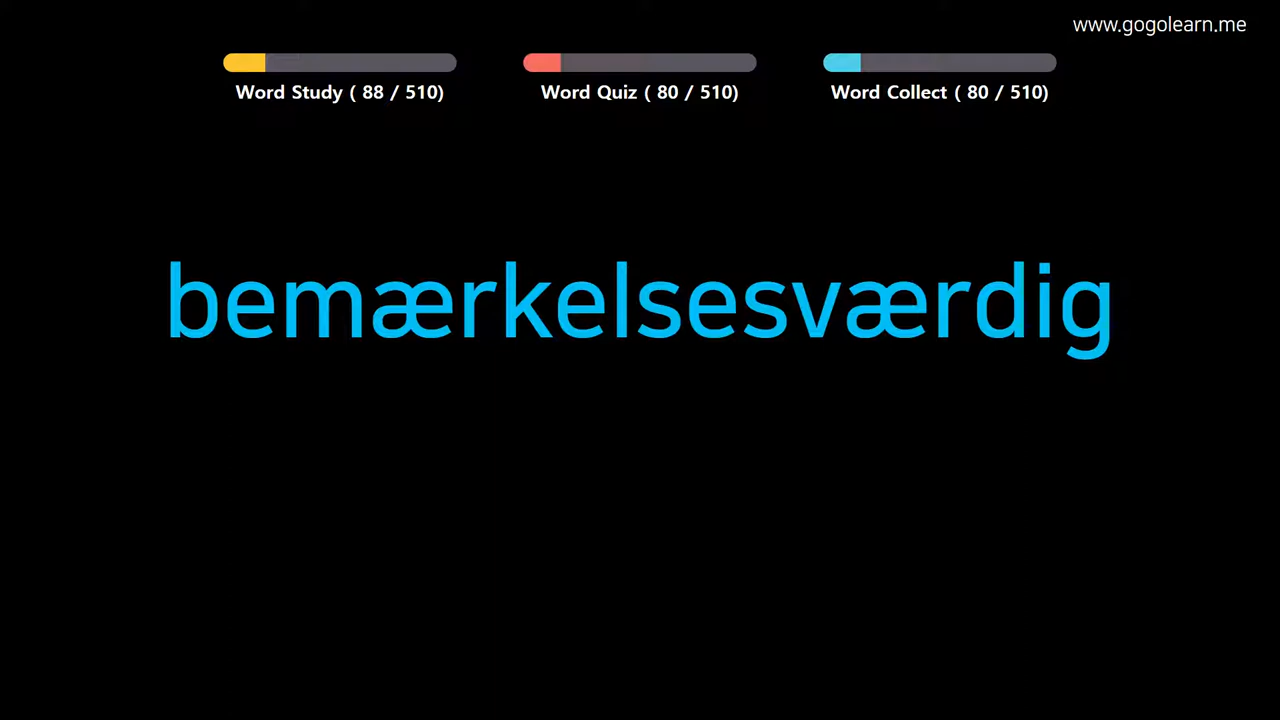 www.gogolearn.me
Word Study ( 88 / 510)
Word Quiz ( 80 / 510)
Word Collect ( 80 / 510)
bemærkelsesværdig